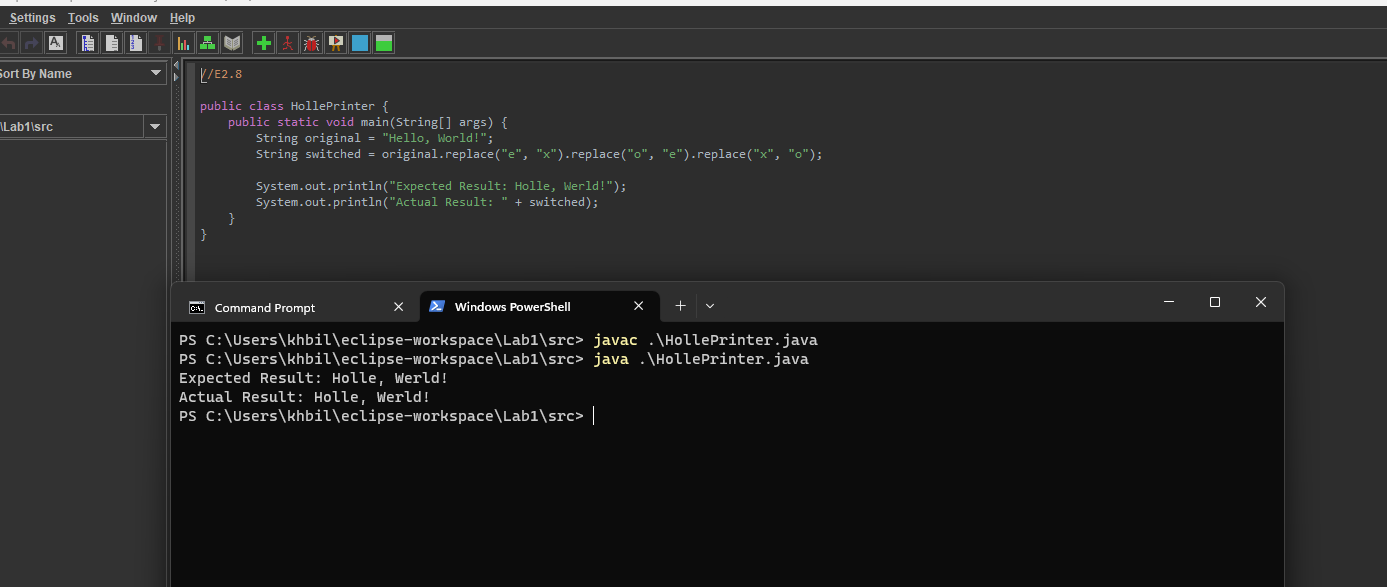 Settings Tools Window Help
Sort By Name
\Lab1\src
//E2.8
public class HollePrinter {
public static void main(String[] args) {
String original = "Hello, World!";
String switched = original.replace("e", "x").replace("o", "e").replace("x", "o");
System.out.println("Expected Result: Holle, Werld!");
System.out.println("Actual Result: " + switched);
}
}
Command Prompt
Windows PowerShell
PS C:\Users\khbil\eclipse-workspace\Lab1\src> javac .\HollePrinter.java
PS C:\Users\khbil\eclipse-workspace\Lab1\src> java .\HollePrinter.java
Expected Result: Holle, Werld!
Actual Result: Holle, Werld!
PS C:\Users\khbil\eclipse-workspace\Lab1\src>